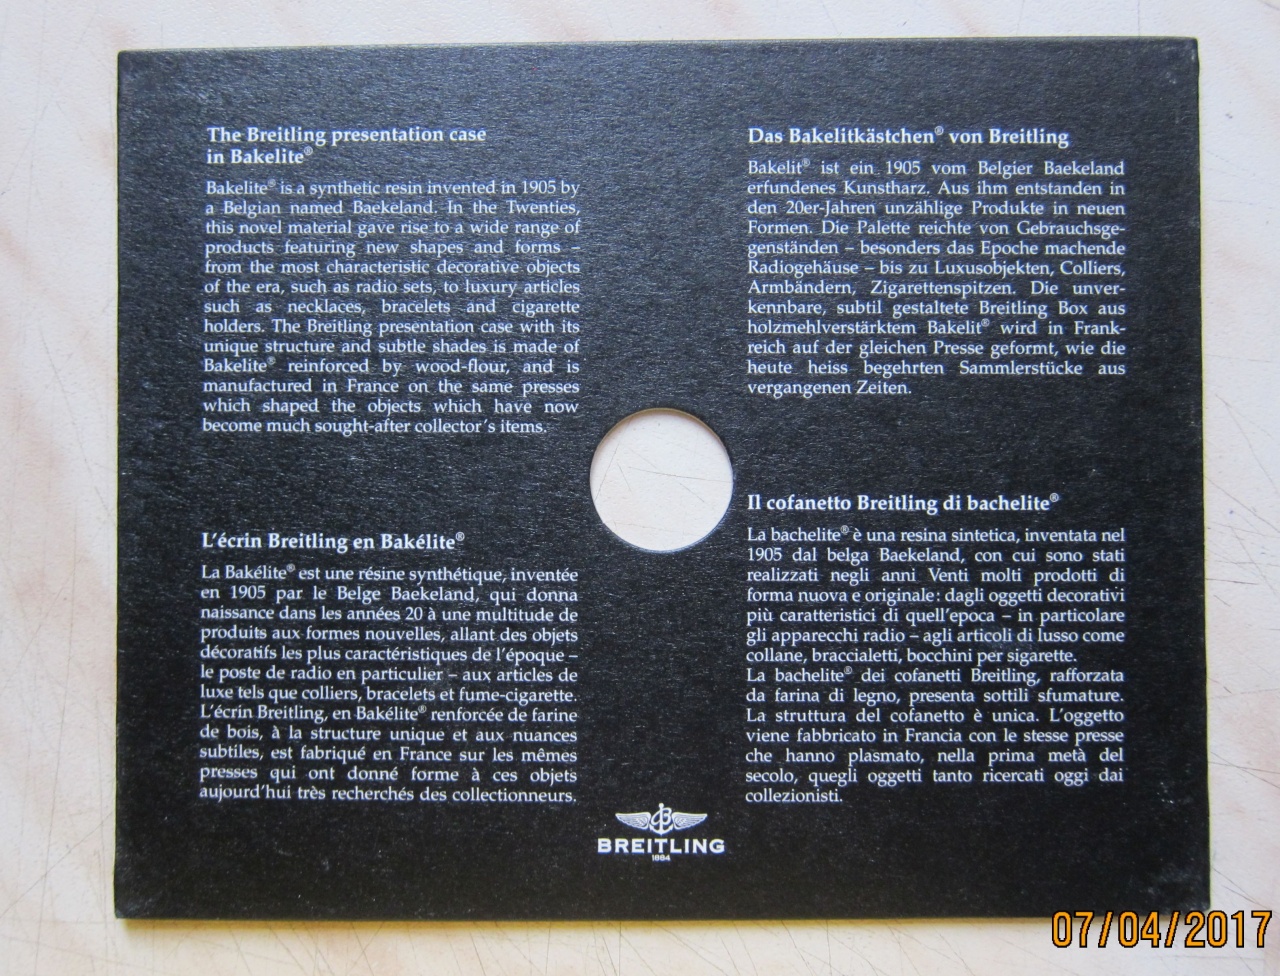 The Breitling presentation case
in Bakelite®
Bakelite® is a synthetic resin invented in 1905 by
a Belgian named Baekeland. In the Twenties,
this novel material gave rise to a wide range of
products featuring new shapes and forms –
from the most characteristic decorative objects
of the era, such as radio sets, to luxury articles
such as necklaces, bracelets and cigarette
holders. The Breitling presentation case with its
unique structure and subtle shades is made of
Bakelite® reinforced by wood-flour, and is
manufactured in France on the same presses
which shaped the objects which have now
become much sought-after collector's items.
L'écrin Breitling en Bakélite®
La Bakélite® est une résine synthétique, inventée
en 1905 par le Belge Baekeland, qui donna
naissance dans les années 20 à une multitude de
produits aux formes nouvelles, allant des objets
décoratifs les plus caractéristiques de l'époque –
le poste de radio en particulier – aux articles de
luxe tels que colliers, bracelets et fume-cigarette.
L'écrin Breitling, en Bakélite® renforcée de farine
de bois, à la structure unique et aux nuances
subtiles, est fabriqué en France sur les mêmes
presses qui ont donné forme à ces objets
aujourd'hui très recherchés des collectionneurs.
Das Bakelitkästchen® von Breitling
Bakelit® ist ein 1905 vom Belgier Baekeland
erfundenes Kunstharz. Aus ihm entstanden in
den 20er-Jahren unzählige Produkte in neuen
Formen. Die Palette reichte von Gebrauchsge-
genständen – besonders das Epoche machende
Radiogehäuse – bis zu Luxusobjekten, Colliers,
Armbändern, Zigarettenspitzen. Die unver-
kennbare, subtil gestaltete Breitling Box aus
holzmehlverstärktem Bakelit® wird in Frank-
reich auf der gleichen Presse geformt, wie die
heute heiss begehrten Sammlerstücke aus
vergangenen Zeiten.
Il cofanetto Breitling di bachelite®
La bachelite® è una resina sintetica, inventata nel
1905 dal belga Baekeland, con cui sono stati
realizzati negli anni Venti molti prodotti di
forma nuova e originale: dagli oggetti decorativi
più caratteristici di quell'epoca – in particolare
gli apparecchi radio – agli articoli di lusso come
collane, braccialetti, bocchini per sigarette.
La bachelite® dei cofanetti Breitling, rafforzata
da farina di legno, presenta sottili sfumature.
La struttura del cofanetto è unica. L'oggetto
viene fabbricato in Francia con le stesse presse
che hanno plasmato, nella prima metà del
secolo, quegli oggetti tanto ricercati oggi dai
collezionisti.
BREITLING
1884
07/04/2017